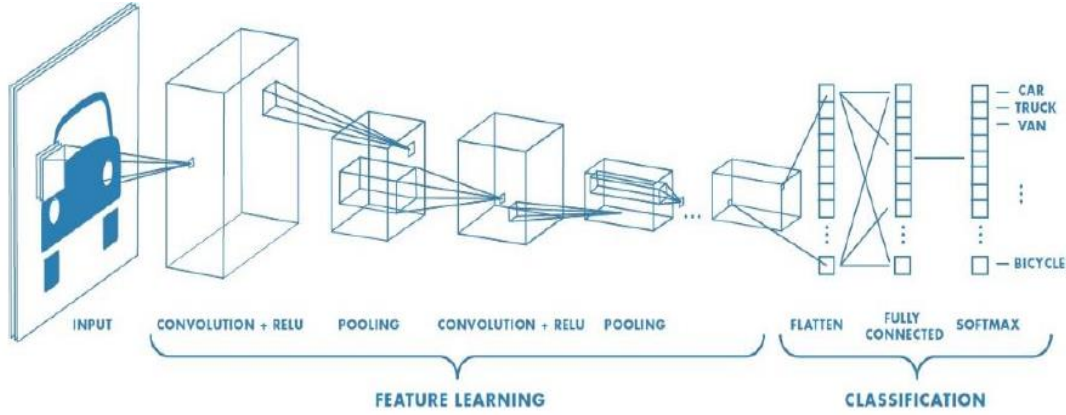 CAR
TRUCK
VAN
BICYCLE
INPUT CONVOLUTION + RELU POOLING CONVOLUTION + RELU POOLING FLATTEN FULLY CONNECTED SOFTMAX
FEATURE LEARNING CLASSIFICATION